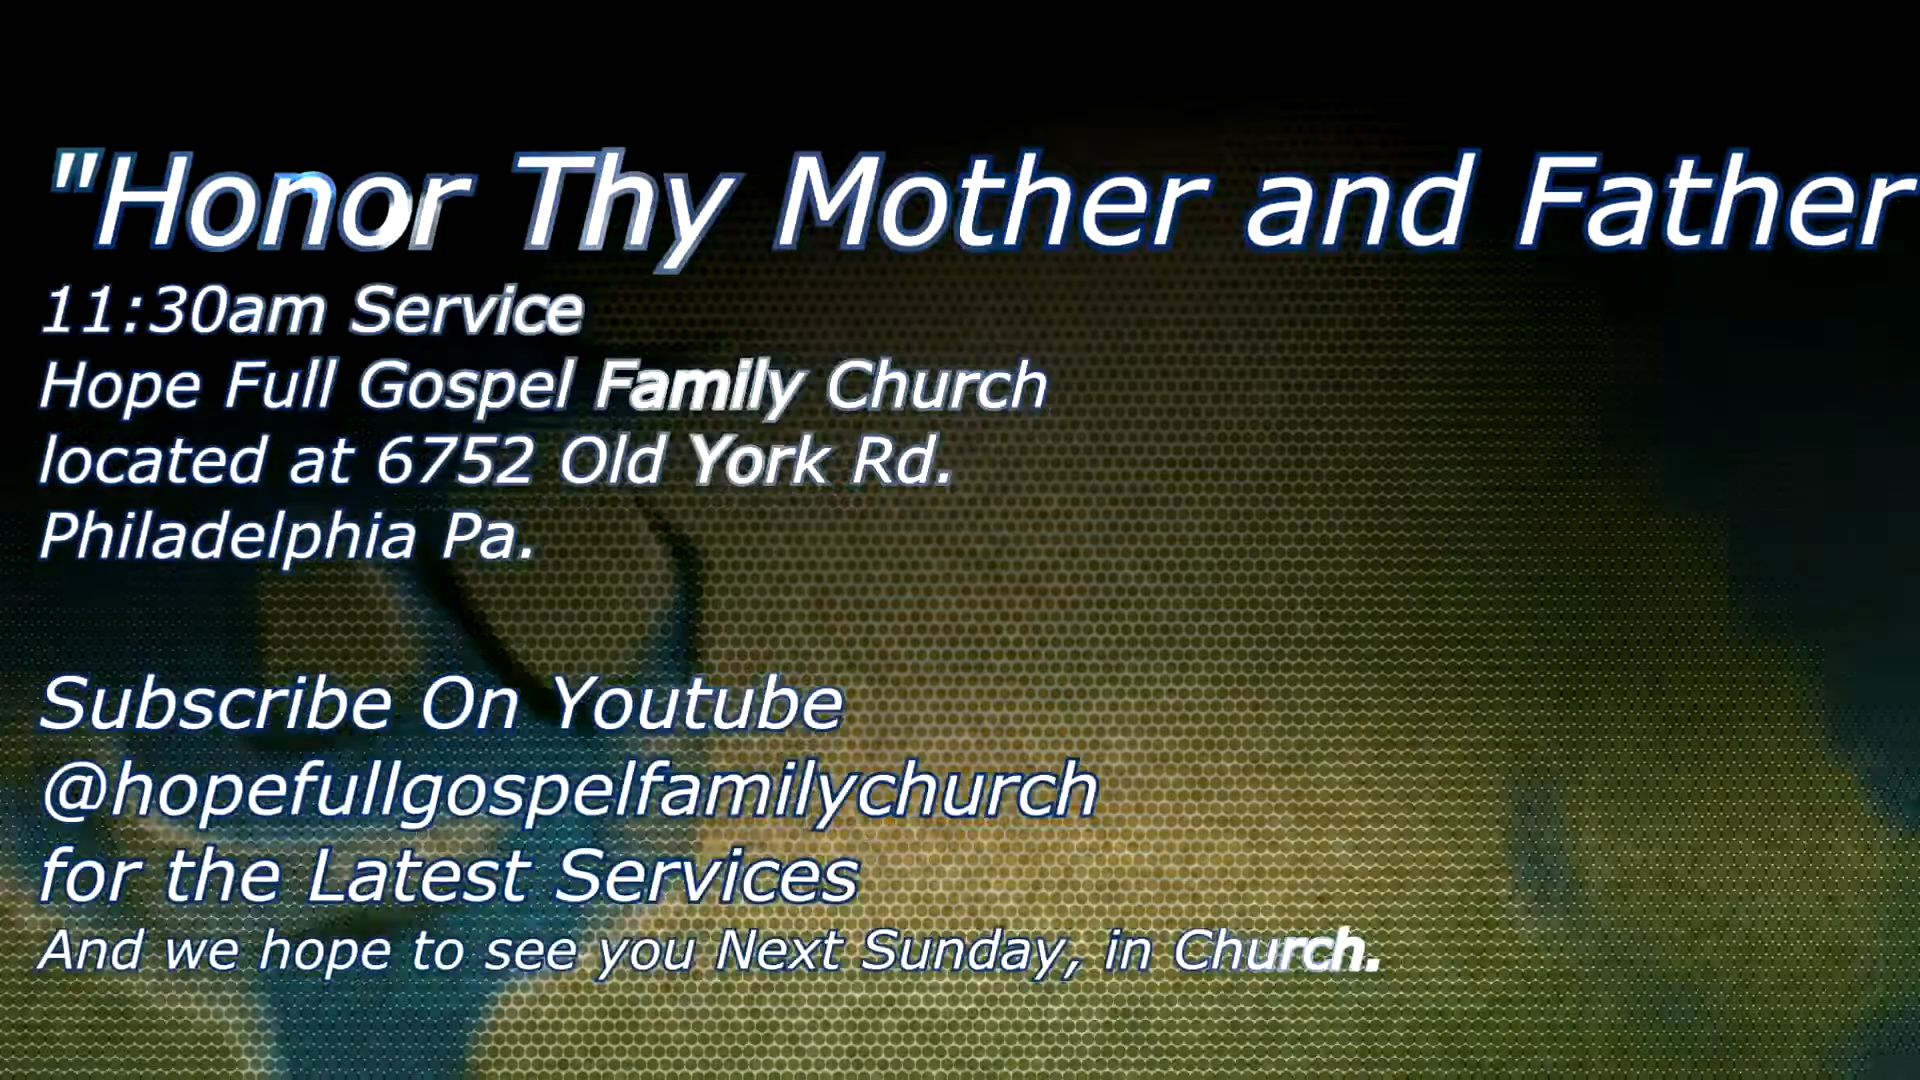 "Honor Thy Mother and Father
11:30am Service
Hope Full Gospel Family Church
located at 6752 Old York Rd.
Philadelphia Pa.
Subscribe On Youtube
@hopefullgospelfamilychurch
for the Latest Services
And we hope to see you Next Sunday, in Church.